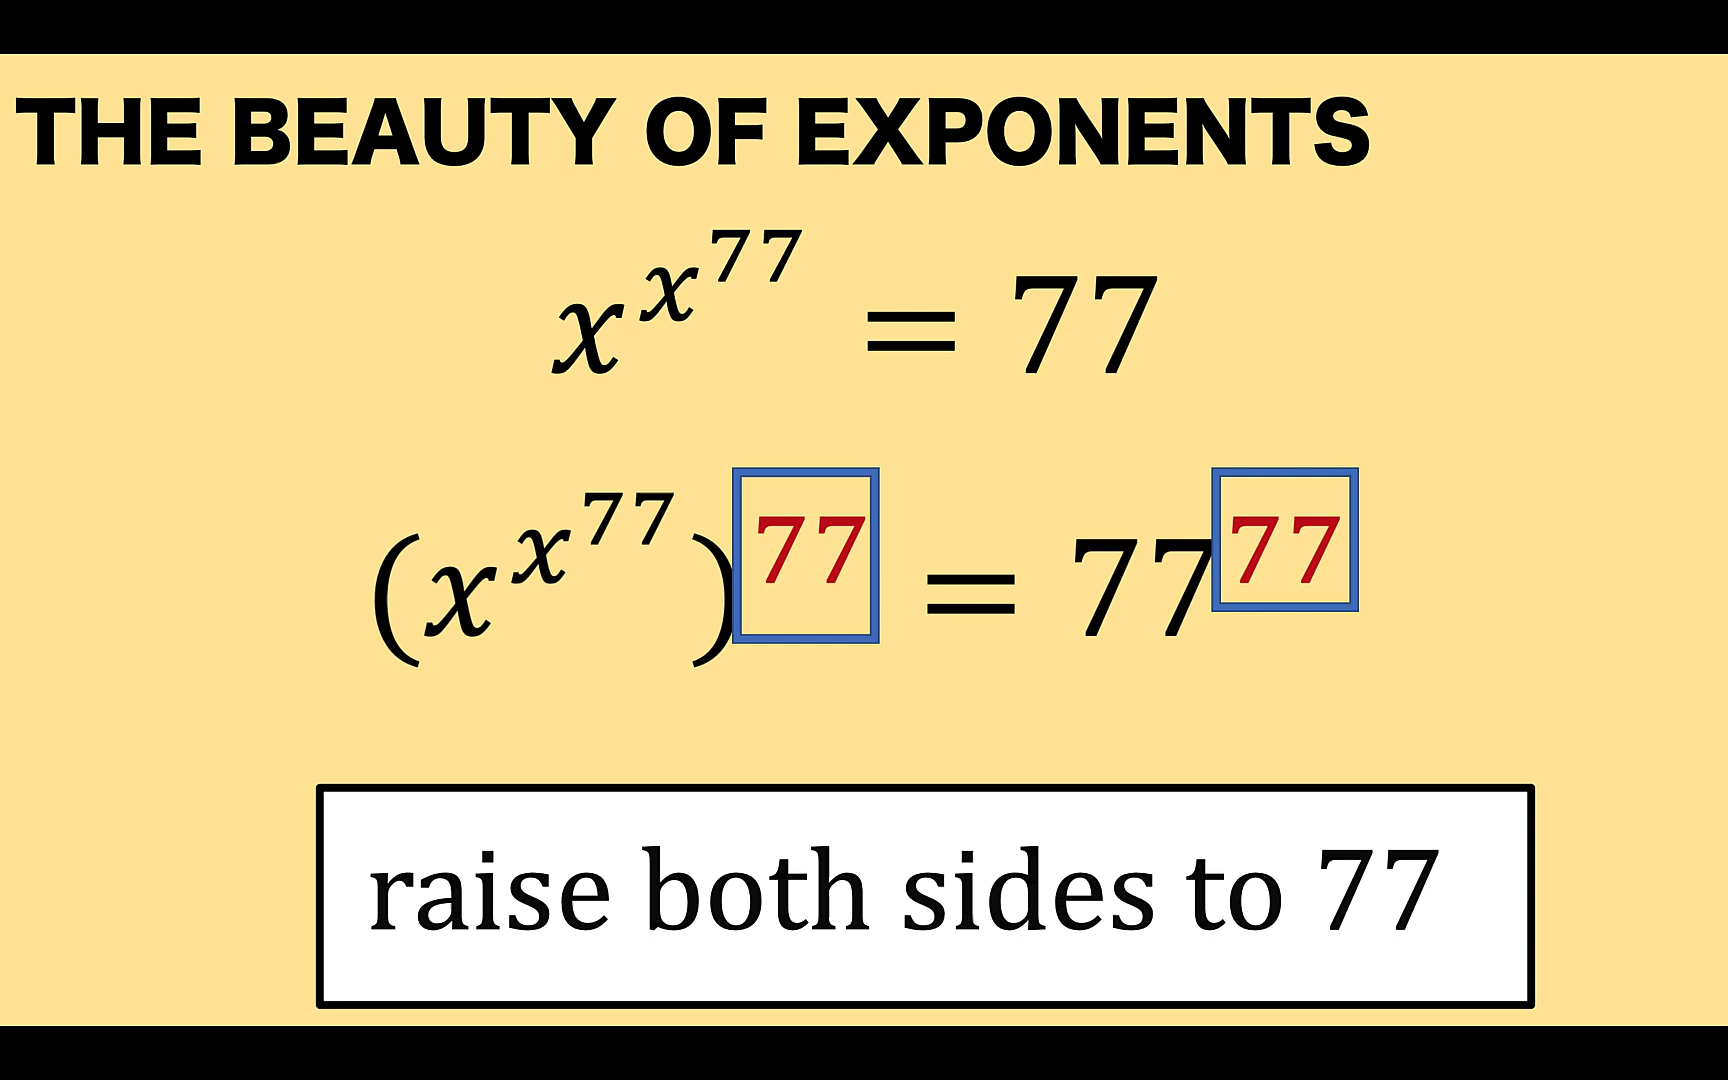 THE BEAUTY OF EXPONENTS
x^{x^{77}} = 77
(x^{x^{77}})^{77} = 77^{77}
raise both sides to 77